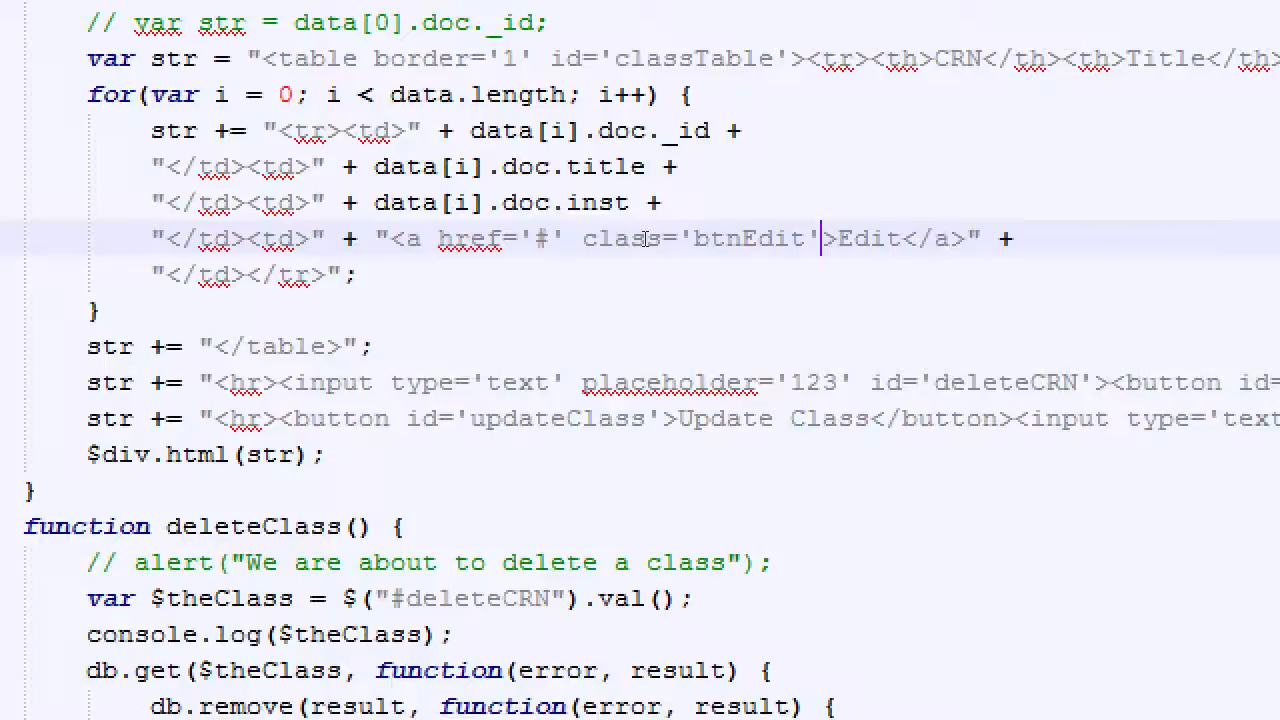 // var str = data[0].doc._id;
var str = "<table border='1' id='classTable'><tr><th>CRN</th><th>Title</th>
for(var i = 0; i < data.length; i++) {
str += "<tr><td>" + data[i].doc._id +
"</td><td>" + data[i].doc.title +
"</td><td>" + data[i].doc.inst +
"</td><td>" + "<a href='#' class='btnEdit'>Edit</a>" +
"</td></tr>";
}
str += "</table>";
str += "<hr><input type='text' placeholder='123' id='deleteCRN'><button id=
str += "<hr><button id='updateClass'>Update Class</button><input type='text
$div.html(str);
}
function deleteClass() {
// alert("We are about to delete a class");
var $theClass = $("#deleteCRN").val();
console.log($theClass);
db.get($theClass, function(error, result) {
db.remove(result, function(error, result) {